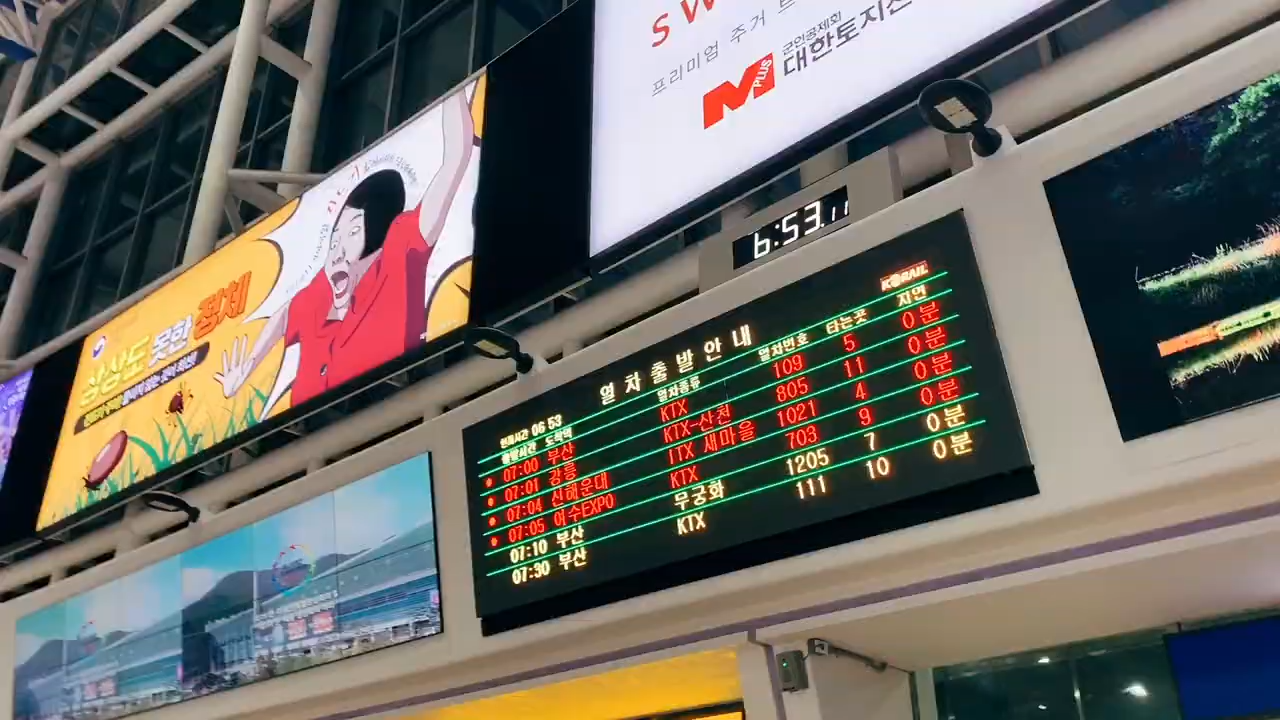 프리미엄 주거
M PLUS
군인공제회
대한토지신
6:53.11
상상도 못한 정체
KORAIL
열차출발안내
현재시간 06 53
출발시간 도착역 열차종류 열차번호 타는곳 지연
07:00 부산 KTX 109 5 0분
07:01 강릉 KTX-산천 805 11 0분
07:04 신해운대 ITX 새마을 1021 4 0분
07:05 여수EXPO KTX 703 9 0분
07:10 부산 무궁화 1205 7 0분
07:30 부산 KTX 111 10 0분